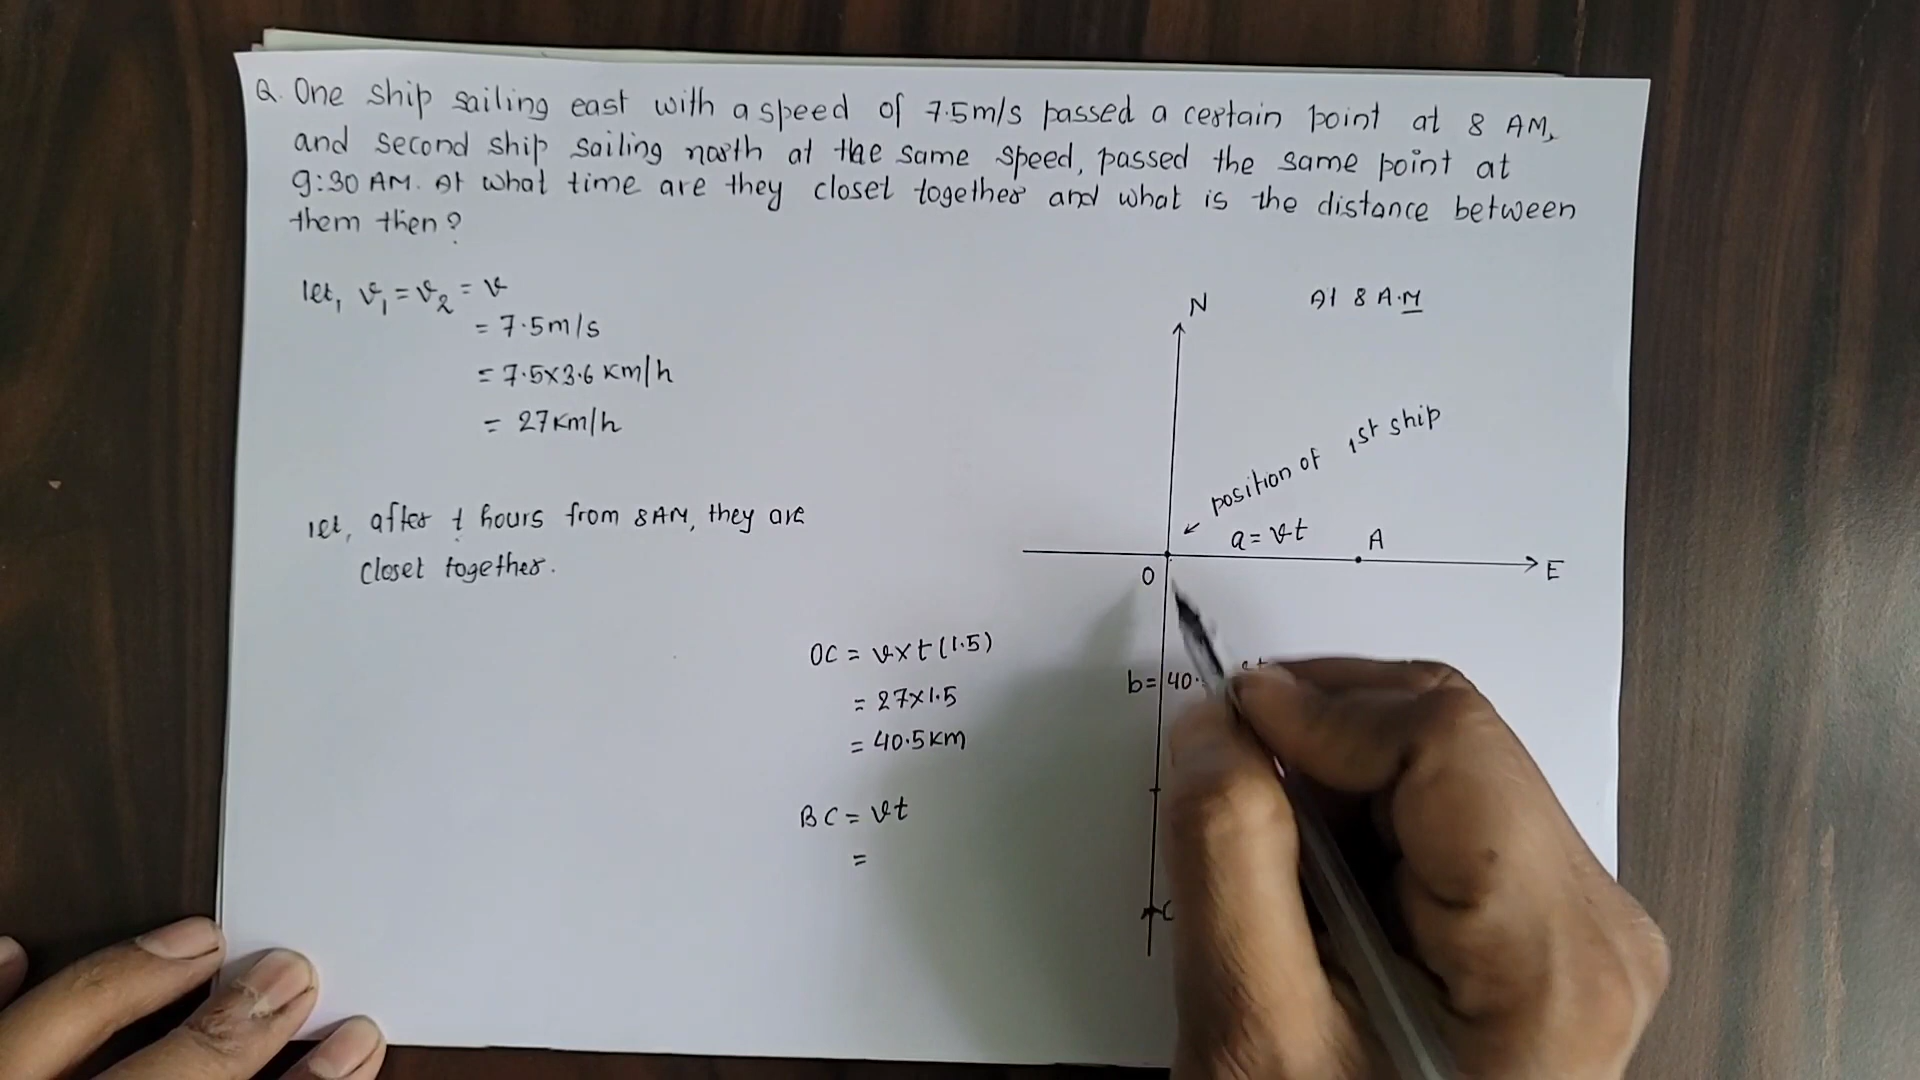 Q. One ship sailing east with a speed of 7.5m/s passed a certain point at 8 AM,
and second ship sailing north at the same speed, passed the same point at
9:30 AM. At what time are they closet together and what is the distance between
them then?
let, v₁ = v₂ = v
= 7.5m/s
= 7.5×3.6 Km/h
= 27Km/h
let, after t hours from 8AM, they are
closet together.
OC = v×t (1.5)
= 27×1.5
= 40.5Km
BC = vt
=
N
At 8 A.M
position of 1st ship
a = vt
A
E
O
b= 40.
C